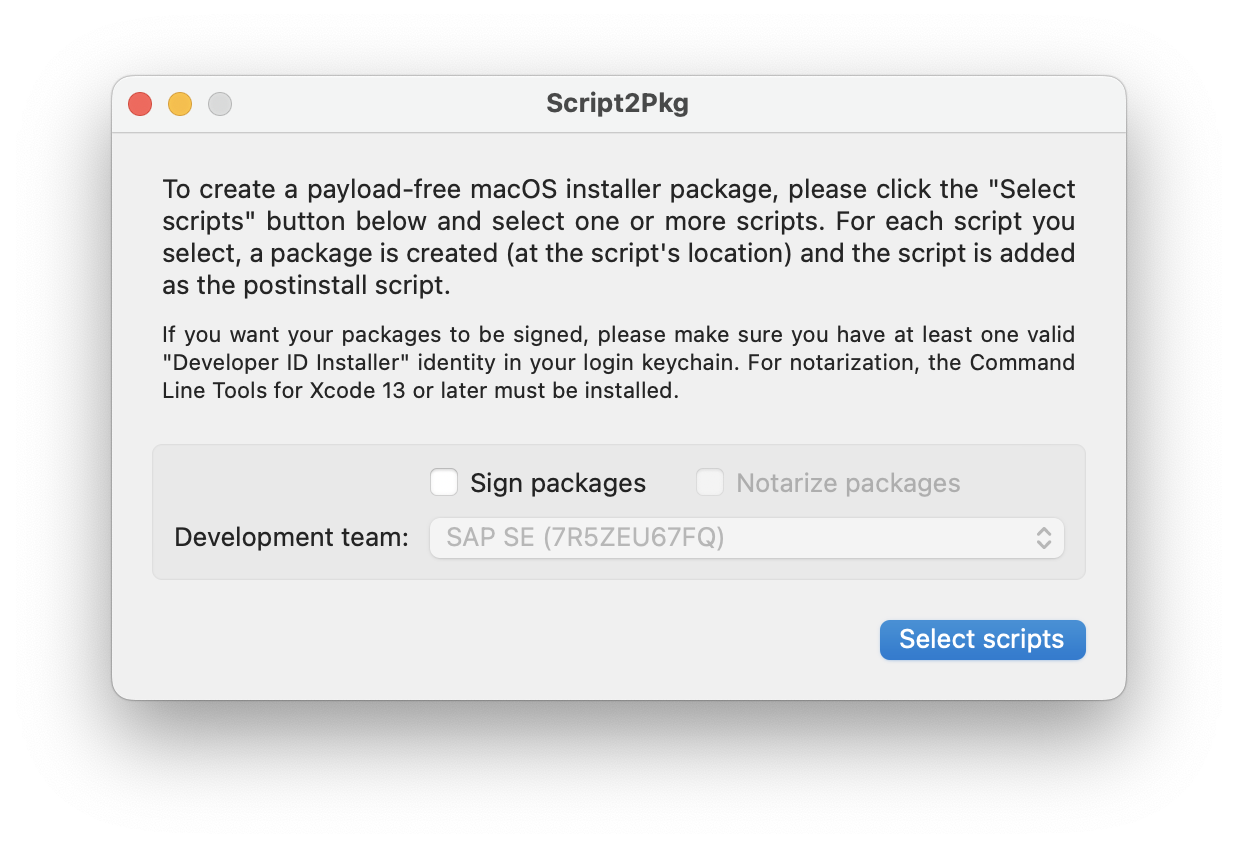 Script2Pkg
To create a payload-free macOS installer package, please click the "Select
scripts" button below and select one or more scripts. For each script you
select, a package is created (at the script's location) and the script is added
as the postinstall script.
If you want your packages to be signed, please make sure you have at least one valid
"Developer ID Installer" identity in your login keychain. For notarization, the Command
Line Tools for Xcode 13 or later must be installed.
Sign packages Notarize packages
Development team: SAP SE (7R5ZEU67FQ)
Select scripts